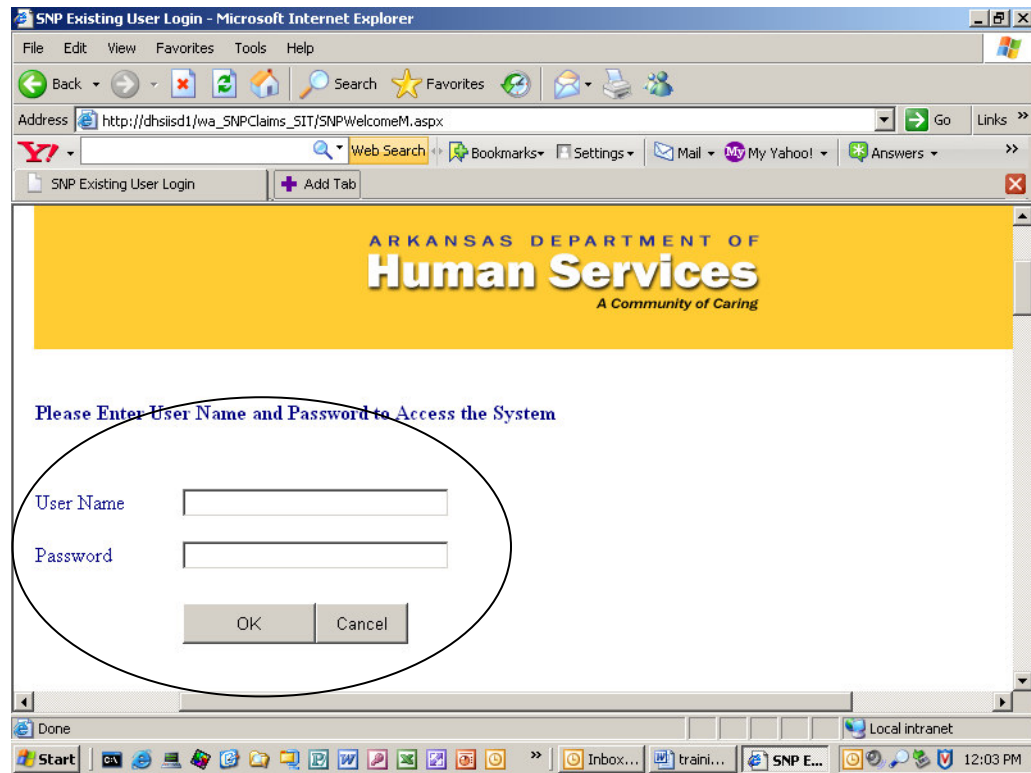 SNP Existing User Login - Microsoft Internet Explorer
File Edit View Favorites Tools Help
Back Search Favorites
Address http://dhsiisd1/wa_SNPClaims_SIT/SNPWelcomeM.aspx Go Links »
Y! Web Search Bookmarks Settings Mail My My Yahoo! Answers »
SNP Existing User Login Add Tab
ARKANSAS DEPARTMENT OF
Human Services
A Community of Caring
Please Enter User Name and Password to Access the System
User Name
Password
OK Cancel
Done Local intranet
Start » Inbox... traini... SNP E... 12:03 PM